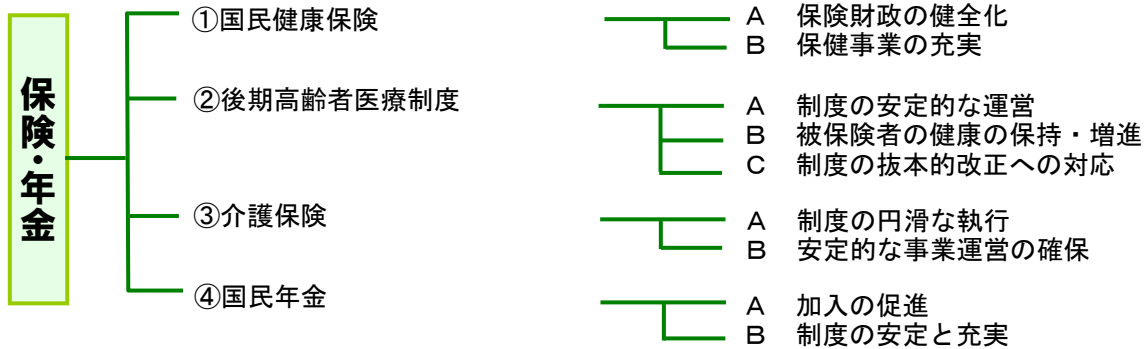 保険・年金
①国民健康保険
A 保険財政の健全化
B 保健事業の充実
②後期高齢者医療制度
A 制度の安定的な運営
B 被保険者の健康の保持・増進
C 制度の抜本的改正への対応
③介護保険
A 制度の円滑な執行
B 安定的な事業運営の確保
④国民年金
A 加入の促進
B 制度の安定と充実